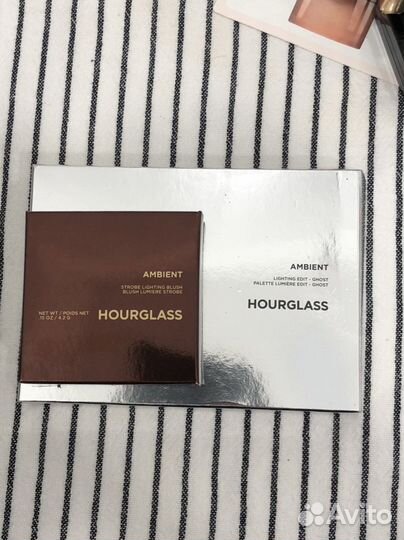 AMBIENT
STROBE LIGHTING BLUSH
BLUSH LUMIÈRE STROBE
NET WT / POIDS NET
.15 OZ / 4.2 G
HOURGLASS
AMBIENT
LIGHTING EDIT - GHOST
PALETTE LUMIÈRE EDIT - GHOST
HOURGLASS
Avito